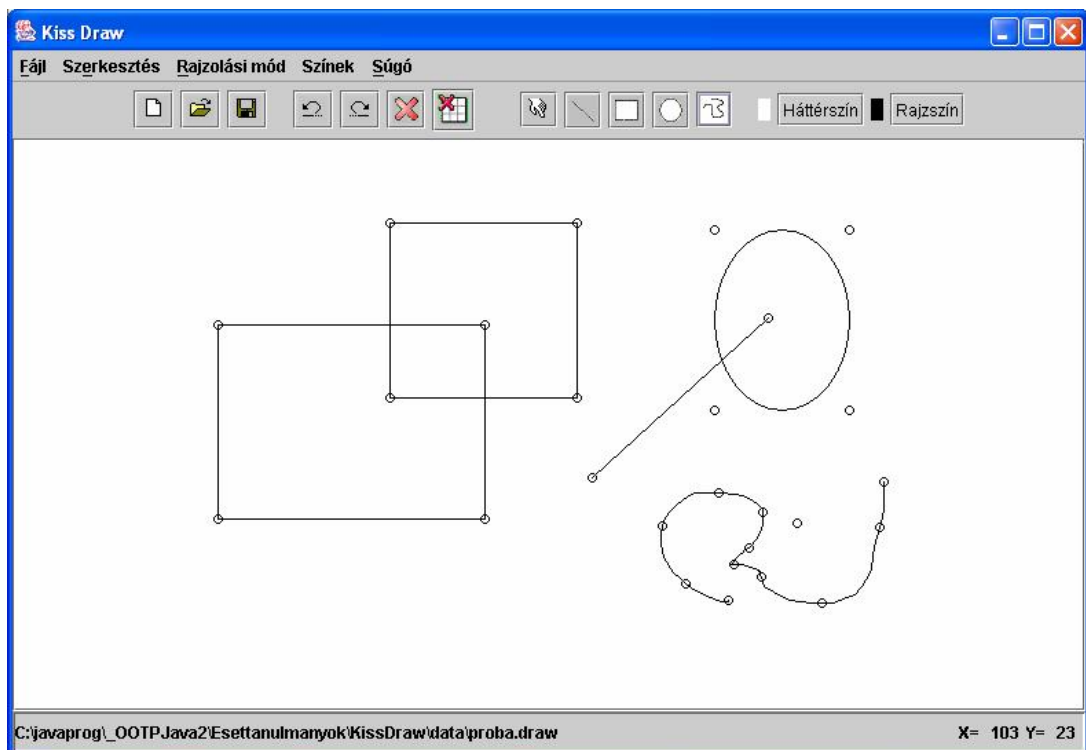 Kiss Draw
Fájl Szerkesztés Rajzolási mód Színek Súgó
Háttérszín Rajzszín
C:\javaprog\_OOTPJava2\Esettanulmanyok\KissDraw\data\proba.draw X= 103 Y= 23